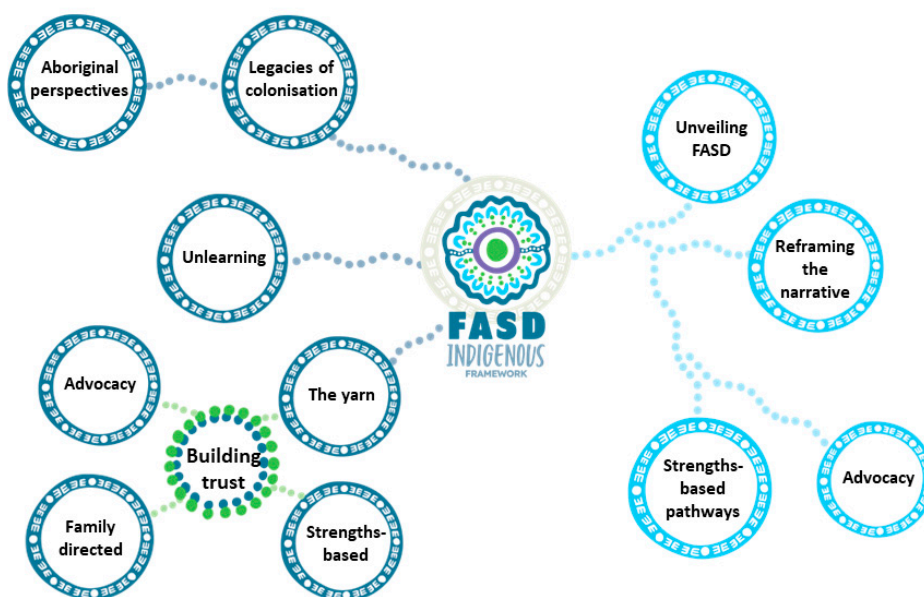 Aboriginal
perspectives
Legacies of
colonisation
Unveiling
FASD
Unlearning
Reframing
the
narrative
FASD
INDIGENOUS
FRAMEWORK
Advocacy
The yarn
Building
trust
Family
directed
Strengths-
based
Strengths-
based
pathways
Advocacy